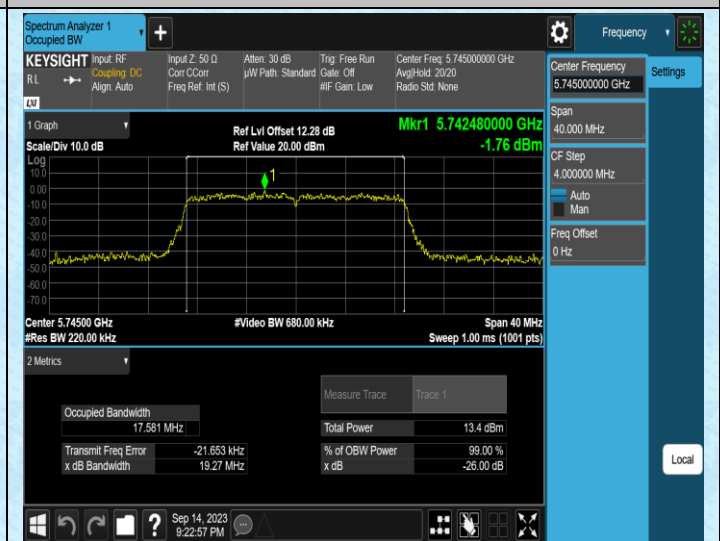 Spectrum Analyzer 1
Occupied BW
Frequency
KEYSIGHT
RL
LXI
Input: RF
Coupling: DC
Align: Auto
Input Z: 50 Ω
Corr CCorr
Freq Ref: Int (S)
Atten: 30 dB
µW Path: Standard
Trig: Free Run
Gate: Off
#IF Gain: Low
Center Freq: 5.745000000 GHz
Avg|Hold: 20/20
Radio Std: None
Center Frequency
5.745000000 GHz
Settings
Span
40.000 MHz
CF Step
4.000000 MHz
Auto
Man
Freq Offset
0 Hz
1 Graph
Scale/Div 10.0 dB
Ref Lvl Offset 12.28 dB
Ref Value 20.00 dBm
Mkr1 5.742480000 GHz
-1.76 dBm
Log
10.0
0.00
-10.0
-20.0
-30.0
-40.0
-50.0
-60.0
-70.0
1
Center 5.74500 GHz
#Res BW 220.00 kHz
#Video BW 680.00 kHz
Span 40 MHz
Sweep 1.00 ms (1001 pts)
2 Metrics
Measure Trace
Trace 1
Occupied Bandwidth
17.581 MHz
Total Power
13.4 dBm
Transmit Freq Error
-21.653 kHz
% of OBW Power
99.00 %
x dB Bandwidth
19.27 MHz
x dB
-26.00 dB
Local
?
Sep 14, 2023
9:22:57 PM